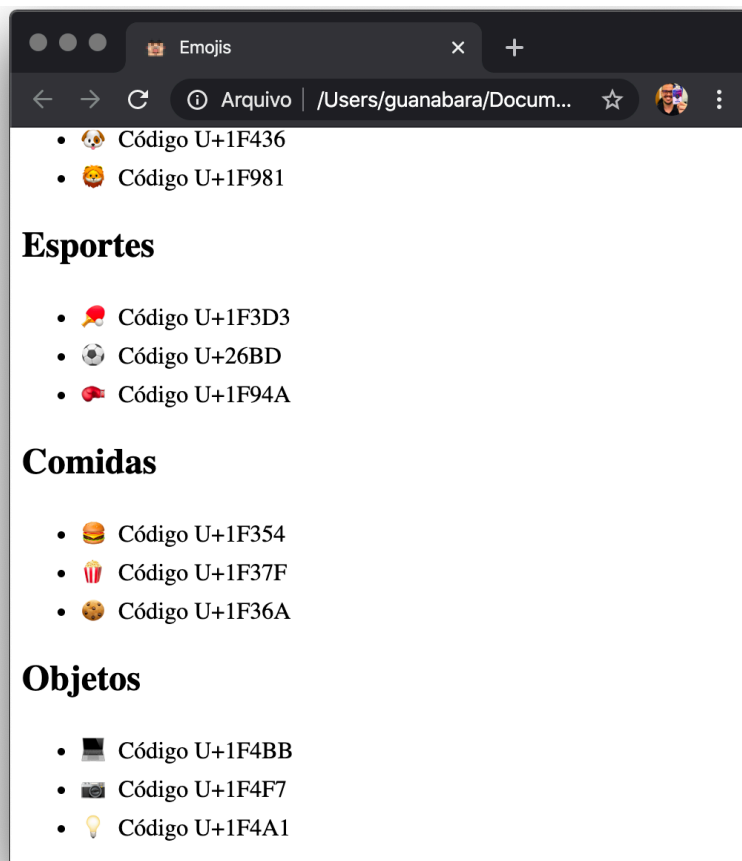 Emojis
Arquivo /Users/guanabara/Docum...
🐶 Código U+1F436
🦁 Código U+1F981
Esportes
🏓 Código U+1F3D3
⚽ Código U+26BD
🥊 Código U+1F94A
Comidas
🍔 Código U+1F354
🍿 Código U+1F37F
🍪 Código U+1F36A
Objetos
💻 Código U+1F4BB
📷 Código U+1F4F7
💡 Código U+1F4A1